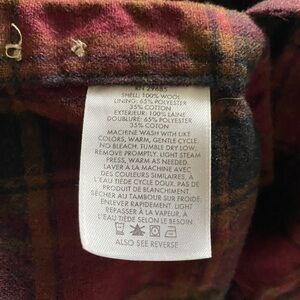 RN 29685
SHELL: 100% WOOL
LINING: 65% POLYESTER
35% COTTON
EXTÉRIEUR: 100% LAINE
DOUBLURE: 65% POLYESTER
35% COTON
MACHINE WASH WITH LIKE
COLORS, WARM, GENTLE CYCLE.
NO BLEACH. TUMBLE DRY LOW,
REMOVE PROMPTLY. LIGHT STEAM
PRESS, WARM AS NEEDED.
LAVER À LA MACHINE AVEC
DES COULEURS SIMILAIRES, À
L'EAU TIÈDE CYCLE DOUX. PAS DE
PRODUIT DE BLANCHIMENT.
SÉCHER AU TAMBOUR SUR FROID.
ENLEVER RAPIDEMENT. LIGHT
REPASSER À LA VAPEUR, À
L'EAU TIÈDE SELON LE BESOIN.
ALSO SEE REVERSE